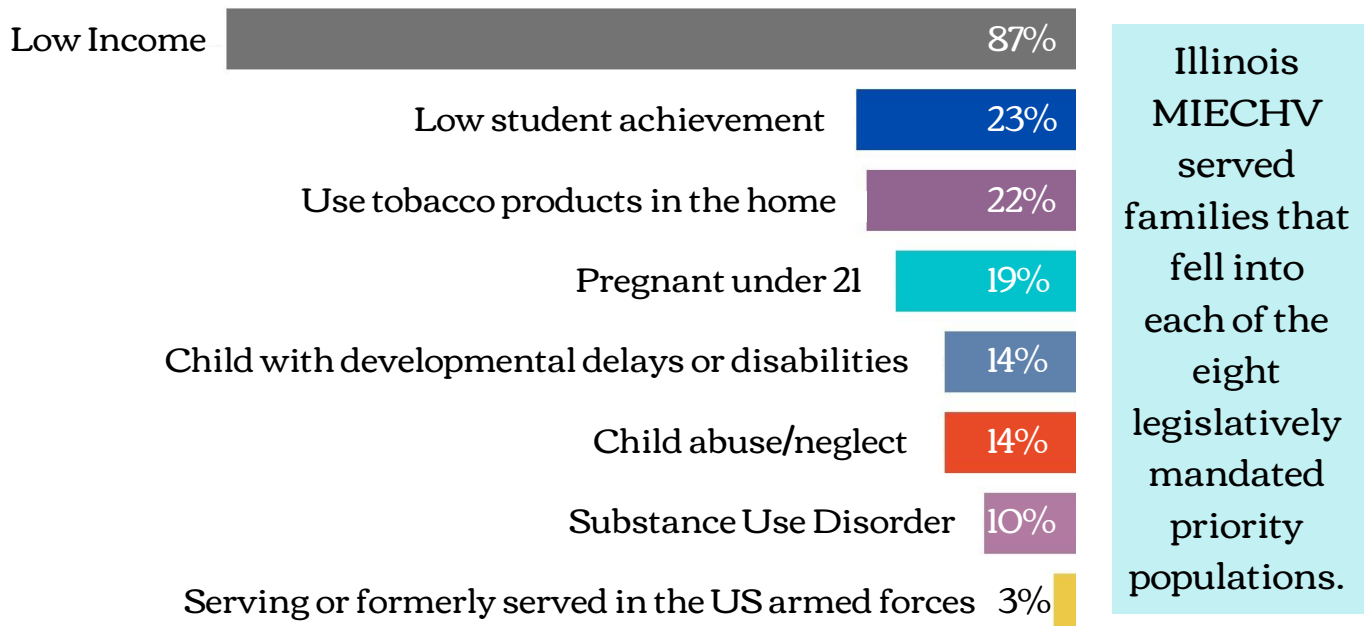 Low Income 87%
Low student achievement 23%
Use tobacco products in the home 22%
Pregnant under 21 19%
Child with developmental delays or disabilities 14%
Child abuse/neglect 14%
Substance Use Disorder 10%
Serving or formerly served in the US armed forces 3%
Illinois
MIECHV
served
families that
fell into
each of the
eight
legislatively
mandated
priority
populations.